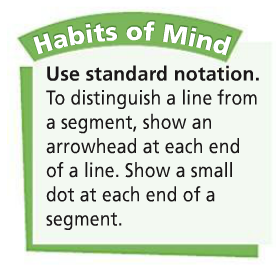 Habits of Mind
Use standard notation.
To distinguish a line from
a segment, show an
arrowhead at each end
of a line. Show a small
dot at each end of a
segment.